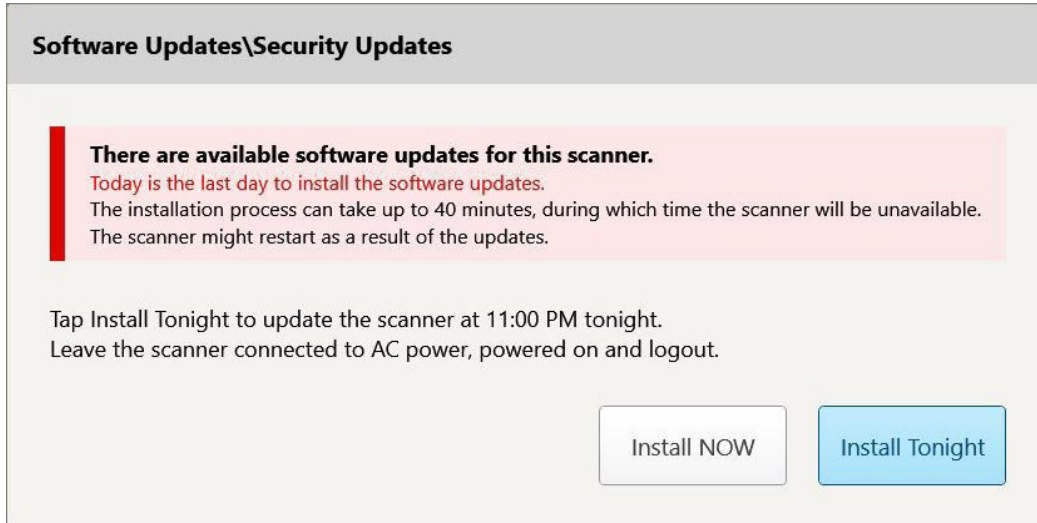 Software Updates\Security Updates
There are available software updates for this scanner.
Today is the last day to install the software updates.
The installation process can take up to 40 minutes, during which time the scanner will be unavailable.
The scanner might restart as a result of the updates.
Tap Install Tonight to update the scanner at 11:00 PM tonight.
Leave the scanner connected to AC power, powered on and logout.
Install NOW
Install Tonight